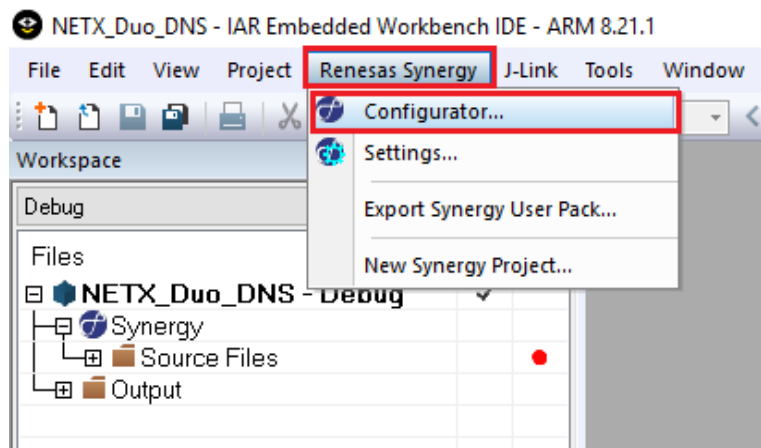 NETX_Duo_DNS - IAR Embedded Workbench IDE - ARM 8.21.1
File Edit View Project Renesas Synergy J-Link Tools Window
Configurator...
Workspace
Settings...
Debug
Export Synergy User Pack...
Files
New Synergy Project...
NETX_Duo_DNS - Debug
Synergy
Source Files
Output